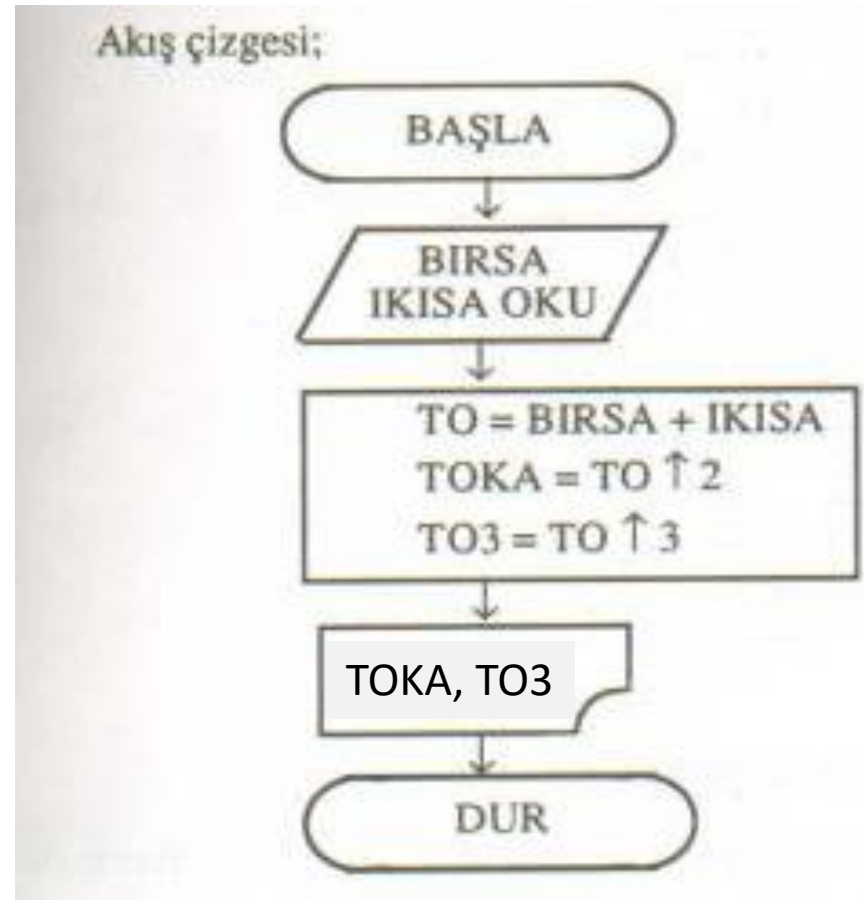 Akış çizgesi;
BAŞLA
BIRSA
IKISA OKU
TO = BIRSA + IKISA
TOKA = TO ↑ 2
TO3 = TO ↑ 3
TOKA, TO3
DUR